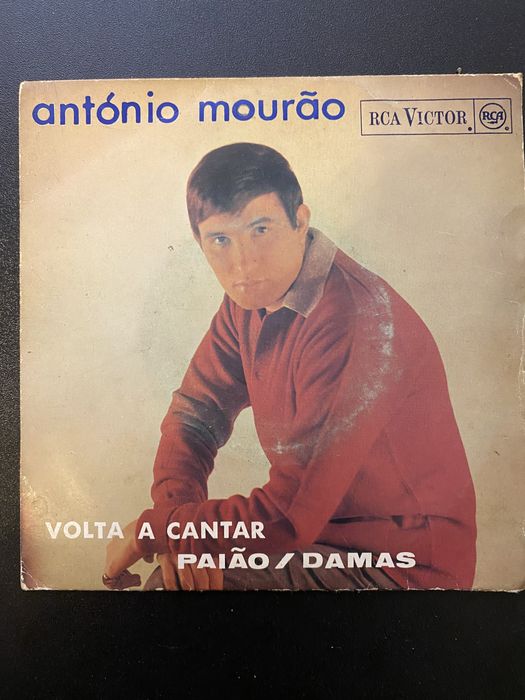 antónio mourão
RCA VICTOR
RCA
VOLTA A CANTAR
PAIÃO / DAMAS